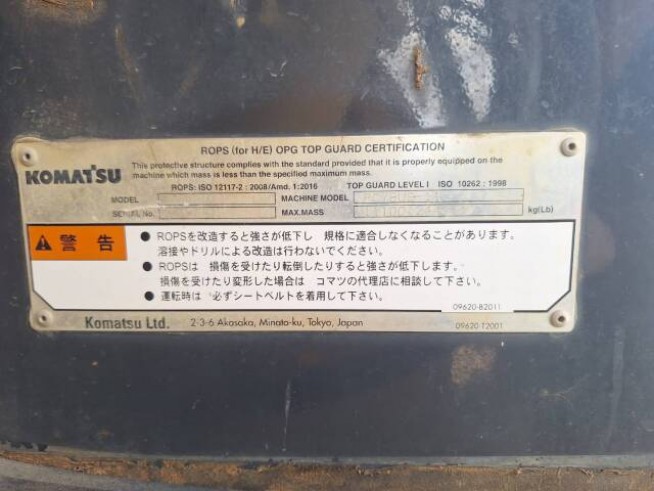 ROPS (for H/E) OPG TOP GUARD CERTIFICATION
KOMATSU
This protective structure complies with the standard provided that it is properly equipped on the
machine which mass is less than the specified maximum mass.
ROPS: ISO 12117-2 : 2008/Amd. 1:2016 TOP GUARD LEVEL I ISO 10262 : 1998
MODEL MACHINE MODEL
SERIAL No. MAX.MASS kg(Lb)
警告
● ROPSを改造すると強さが低下し 規格に適合しなくなることがあります。
溶接やドリルによる改造は行わないでください。
● ROPSは 損傷を受けたり転倒したりすると強さが低下します。
損傷を受けたり変形した場合は コマツの代理店に相談して下さい。
● 運転時は 必ずシートベルトを着用して下さい。
09620-B2011
Komatsu Ltd. 2-3-6 Akasaka, Minato-ku, Tokyo, Japan 09620-T2001